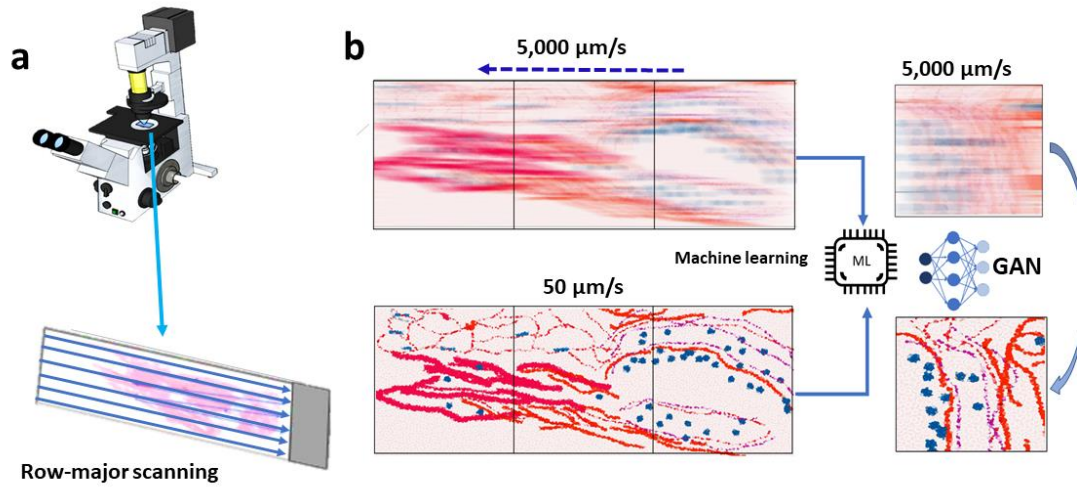 a
Row-major scanning
b
5,000 µm/s
5,000 µm/s
Machine learning
ML
GAN
50 µm/s